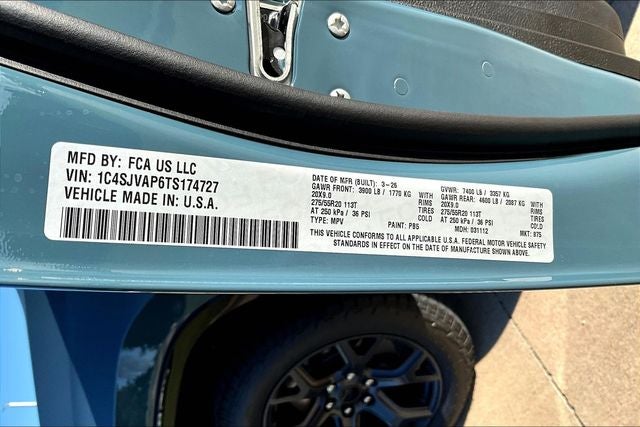 MFD BY: FCA US LLC
VIN: 1C4SJVAP6TS174727
VEHICLE MADE IN: U.S.A.
DATE OF MFR (BUILT): 3-26 GVWR: 7400 LB / 3357 KG
GAWR FRONT: 3900 LB / 1770 KG WITH GAWR REAR: 4600 LB / 2087 KG WITH
20X9.0 RIMS 20X9.0 RIMS
275/55R20 113T TIRES 275/55R20 113T TIRES
AT 250 kPa / 36 PSI COLD AT 250 kPa / 36 PSI COLD
TYPE: MPV PAINT: PB5 MDH: 031112 MKT: 875
THIS VEHICLE CONFORMS TO ALL APPLICABLE U.S.A. FEDERAL MOTOR VEHICLE SAFETY
STANDARDS IN EFFECT ON THE DATE OF MANUFACTURE SHOWN ABOVE.